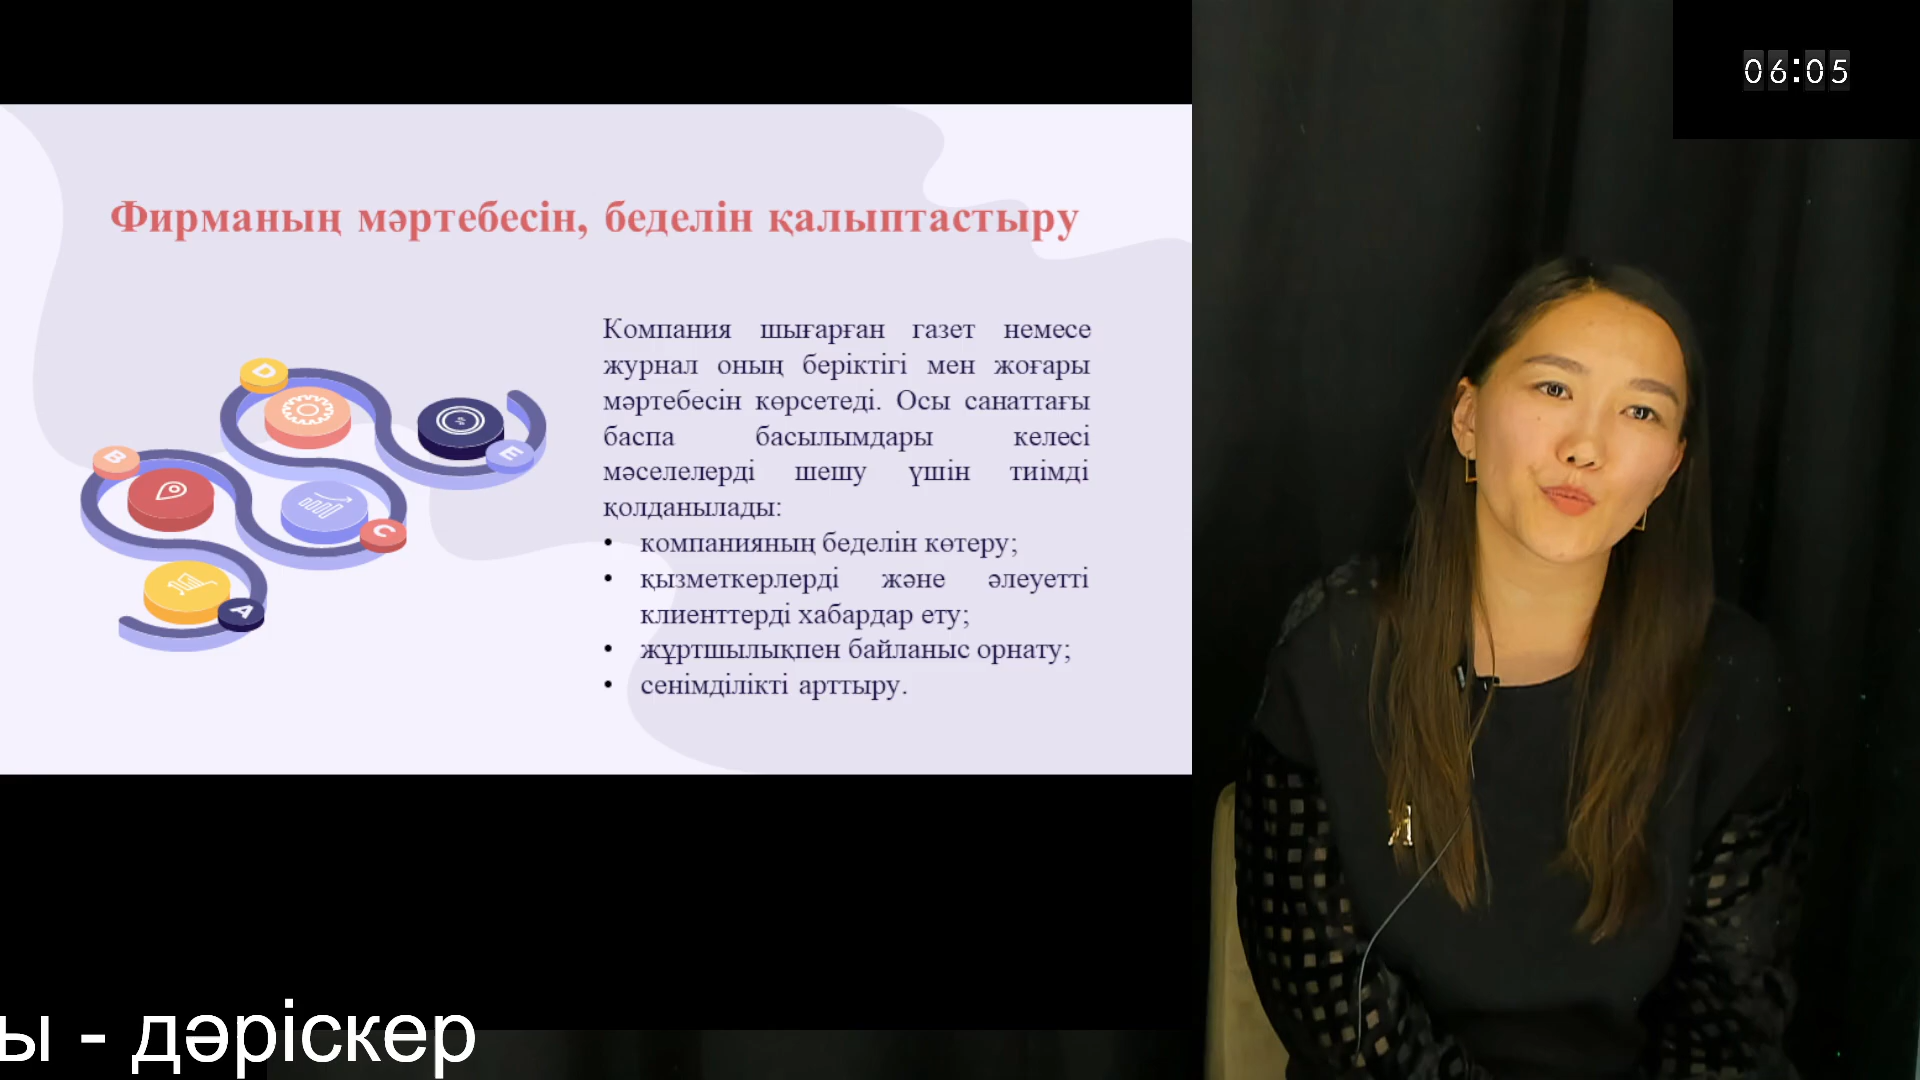 06:05
Фирманың мәртебесін, беделін қалыптастыру
Компания шығарған газет немесе
журнал оның беріктігі мен жоғары
мәртебесін көрсетеді. Осы санаттағы
баспа басылымдары келесі
мәселелерді шешу үшін тиімді
қолданылады:
• компанияның беделін көтеру;
• қызметкерлерді және әлеуетті
клиенттерді хабардар ету;
• жұртшылықпен байланыс орнату;
• сенімділікті арттыру.
D
E
B
C
A
ы - дәріскер